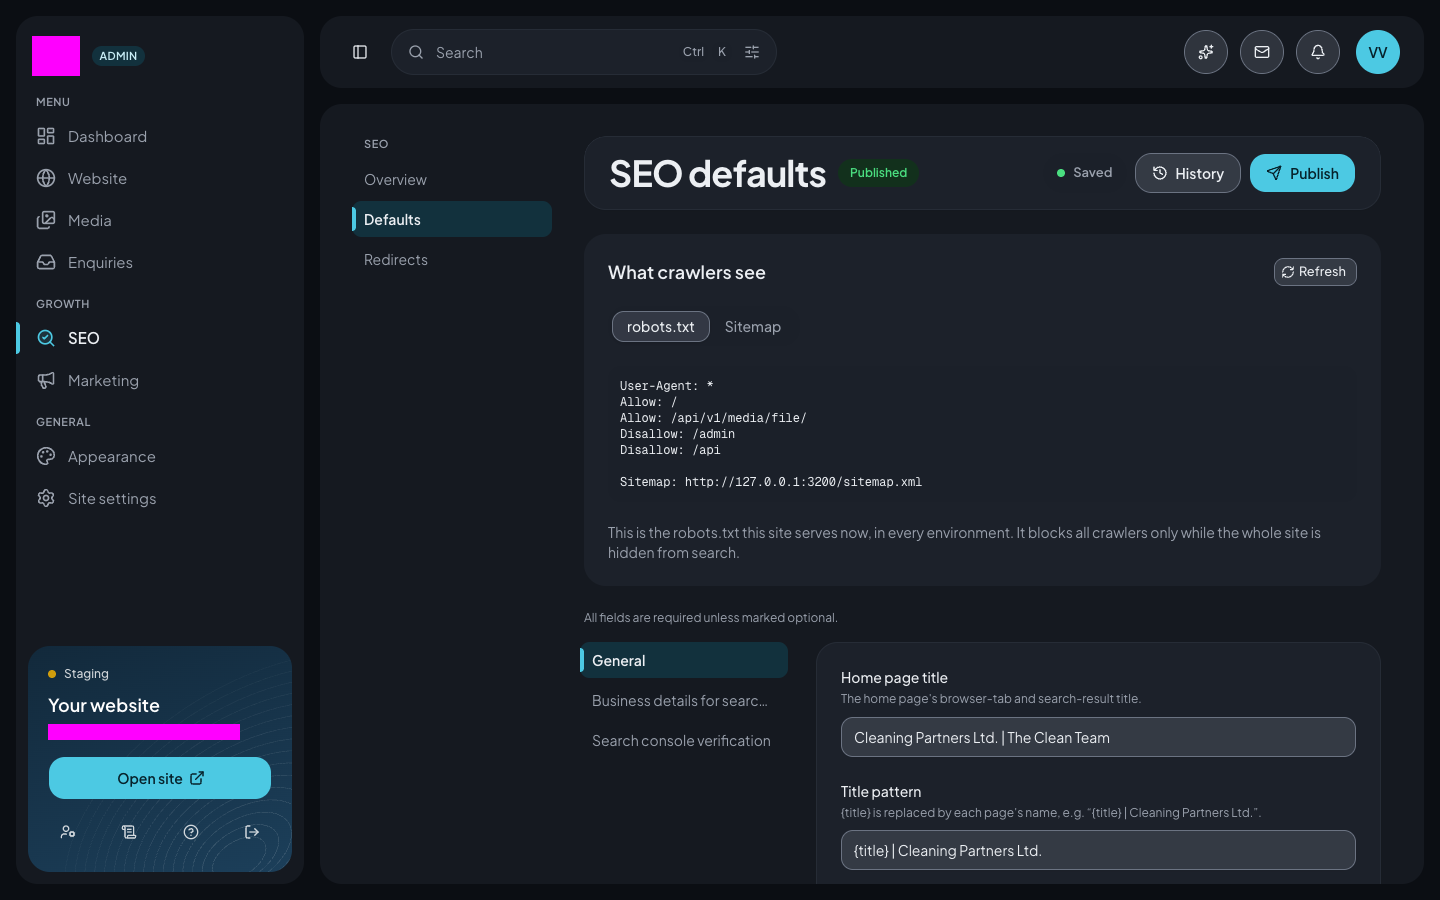 ADMIN
MENU
Dashboard
Website
Media
Enquiries
GROWTH
SEO
Marketing
GENERAL
Appearance
Site settings
Staging
Your website
Open site
Search
Ctrl K
VV
SEO
Overview
Defaults
Redirects
SEO defaults
Published
Saved
History
Publish
What crawlers see
Refresh
robots.txt
Sitemap
User-Agent: *
Allow: /
Allow: /api/v1/media/file/
Disallow: /admin
Disallow: /api
Sitemap: http://127.0.0.1:3200/sitemap.xml
This is the robots.txt this site serves now, in every environment. It blocks all crawlers only while the whole site is
hidden from search.
All fields are required unless marked optional.
General
Business details for searc...
Search console verification
Home page title
The home page's browser-tab and search-result title.
Cleaning Partners Ltd. | The Clean Team
Title pattern
{title} is replaced by each page's name, e.g. "{title} | Cleaning Partners Ltd.".
{title} | Cleaning Partners Ltd.